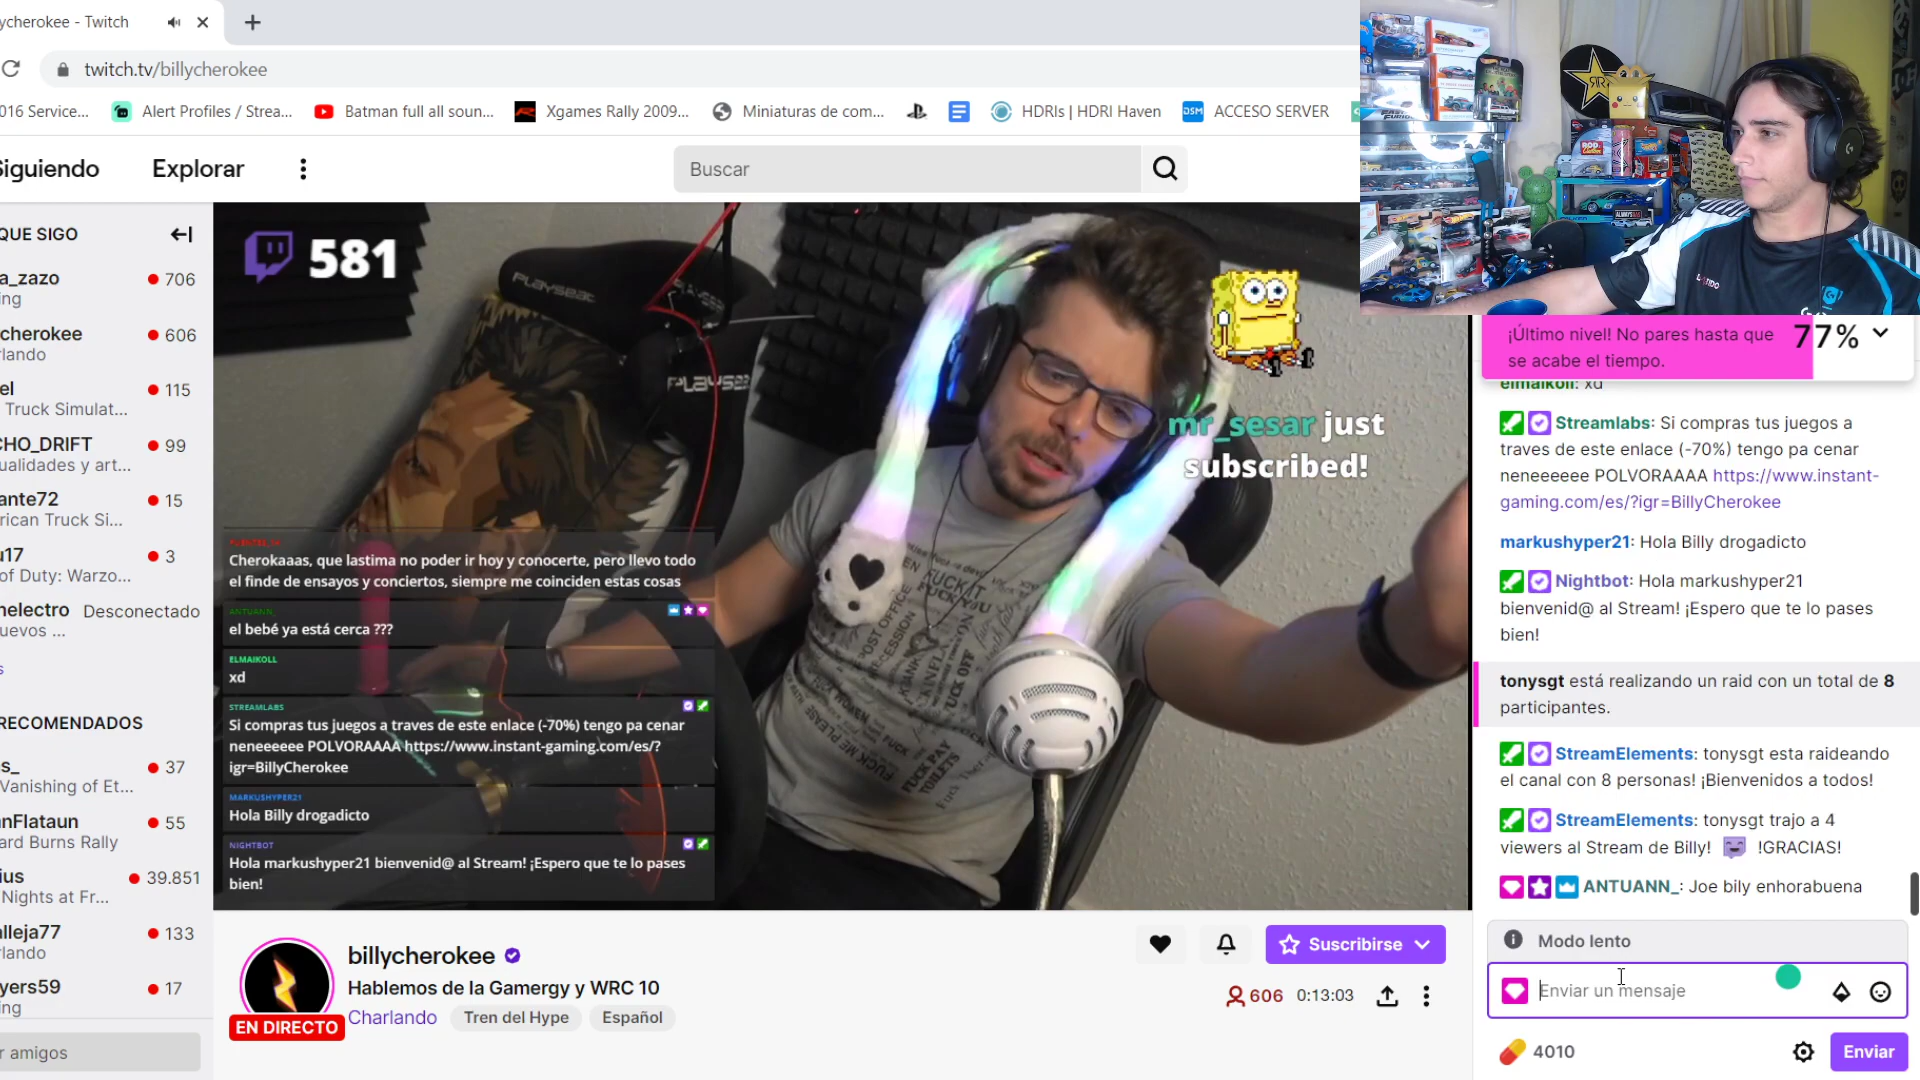 ycherokee - Twitch
twitch.tv/billycherokee
016 Service...
Alert Profiles / Strea...
Batman full all soun...
Xgames Rally 2009...
Miniaturas de com...
HDRIs | HDRI Haven
DSM
ACCESO SERVER
Siguiendo
Explorar
Buscar
QUE SIGO
a_zazo
706
ng
cherokee
606
rlando
el
115
Truck Simulat...
CHO_DRIFT
99
ualidades y art...
ante72
15
rican Truck Si...
u17
3
of Duty: Warzo...
nelectro
Desconectado
uevos ...
s
RECOMENDADOS
s_
37
Vanishing of Et...
nFlataun
55
ard Burns Rally
ius
39.851
Nights at Fr...
alleja77
133
rlando
yers59
17
ng
r amigos
581
PLAYSEAT
PLAYSEAT
mr_sesar just
subscribed!
Cherokaaas, que lastima no poder ir hoy y conocerte, pero llevo todo
el finde de ensayos y conciertos, siempre me coinciden estas cosas
ANTUANN_
el bebé ya está cerca ???
ELMAIKOLL
xd
STREAMLABS
Si compras tus juegos a traves de este enlace (-70%) tengo pa cenar
neneeeeee POLVORAAAA https://www.instant-gaming.com/es/?
igr=BillyCherokee
MARKUSHYPER21
Hola Billy drogadicto
NIGHTBOT
Hola markushyper21 bienvenid@ al Stream! ¡Espero que te lo pases
bien!
EN DIRECTO
billycherokee
Hablemos de la Gamergy y WRC 10
Charlando
Tren del Hype
Español
Suscribirse
606
0:13:03
¡Último nivel! No pares hasta que
se acabe el tiempo.
77%
elmaikoll: xd
Streamlabs: Si compras tus juegos a
traves de este enlace (-70%) tengo pa cenar
neneeeeee POLVORAAAA https://www.instant-
gaming.com/es/?igr=BillyCherokee
markushyper21: Hola Billy drogadicto
Nightbot: Hola markushyper21
bienvenid@ al Stream! ¡Espero que te lo pases
bien!
tonysgt está realizando un raid con un total de 8
participantes.
StreamElements: tonysgt esta raideando
el canal con 8 personas! ¡Bienvenidos a todos!
StreamElements: tonysgt trajo a 4
viewers al Stream de Billy!
!GRACIAS!
ANTUANN_: Joe bily enhorabuena
Modo lento
Enviar un mensaje
4010
Enviar